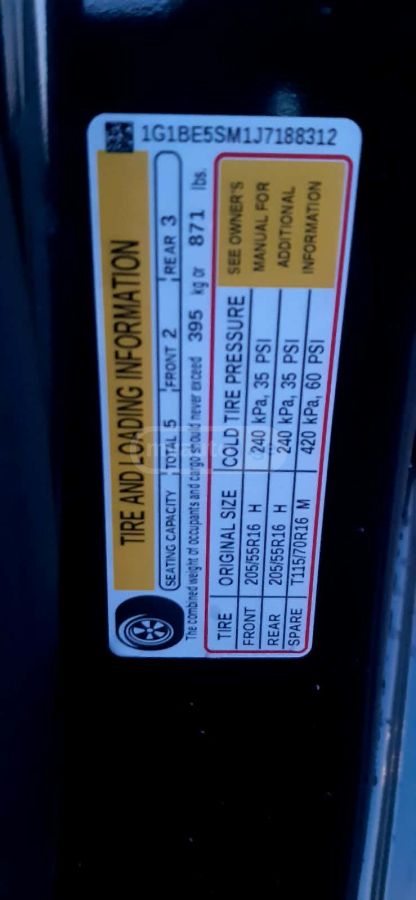 1G1BE5SM1J7188312
TIRE AND LOADING INFORMATION
SEATING CAPACITY TOTAL 5 FRONT 2 REAR 3
The combined weight of occupants and cargo should never exceed 395 kg or 871 lbs.
TIRE ORIGINAL SIZE COLD TIRE PRESSURE SEE OWNER'S
FRONT 205/55R16 H 240 kPa, 35 PSI MANUAL FOR
REAR 205/55R16 H 240 kPa, 35 PSI ADDITIONAL
SPARE T115/70R16 M 420 kPa, 60 PSI INFORMATION